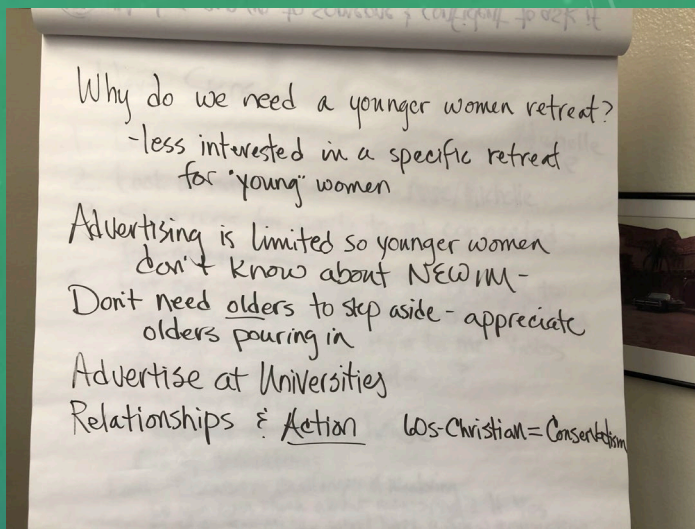 Why do we need a younger women retreat?
-less interested in a specific retreat
for "young" women
Advertising is limited so younger women
don't know about NEWIM-
Don't need olders to step aside - appreciate
olders pouring in
Advertise at Universities
Relationships & Action 60s-Christian=Conservatism